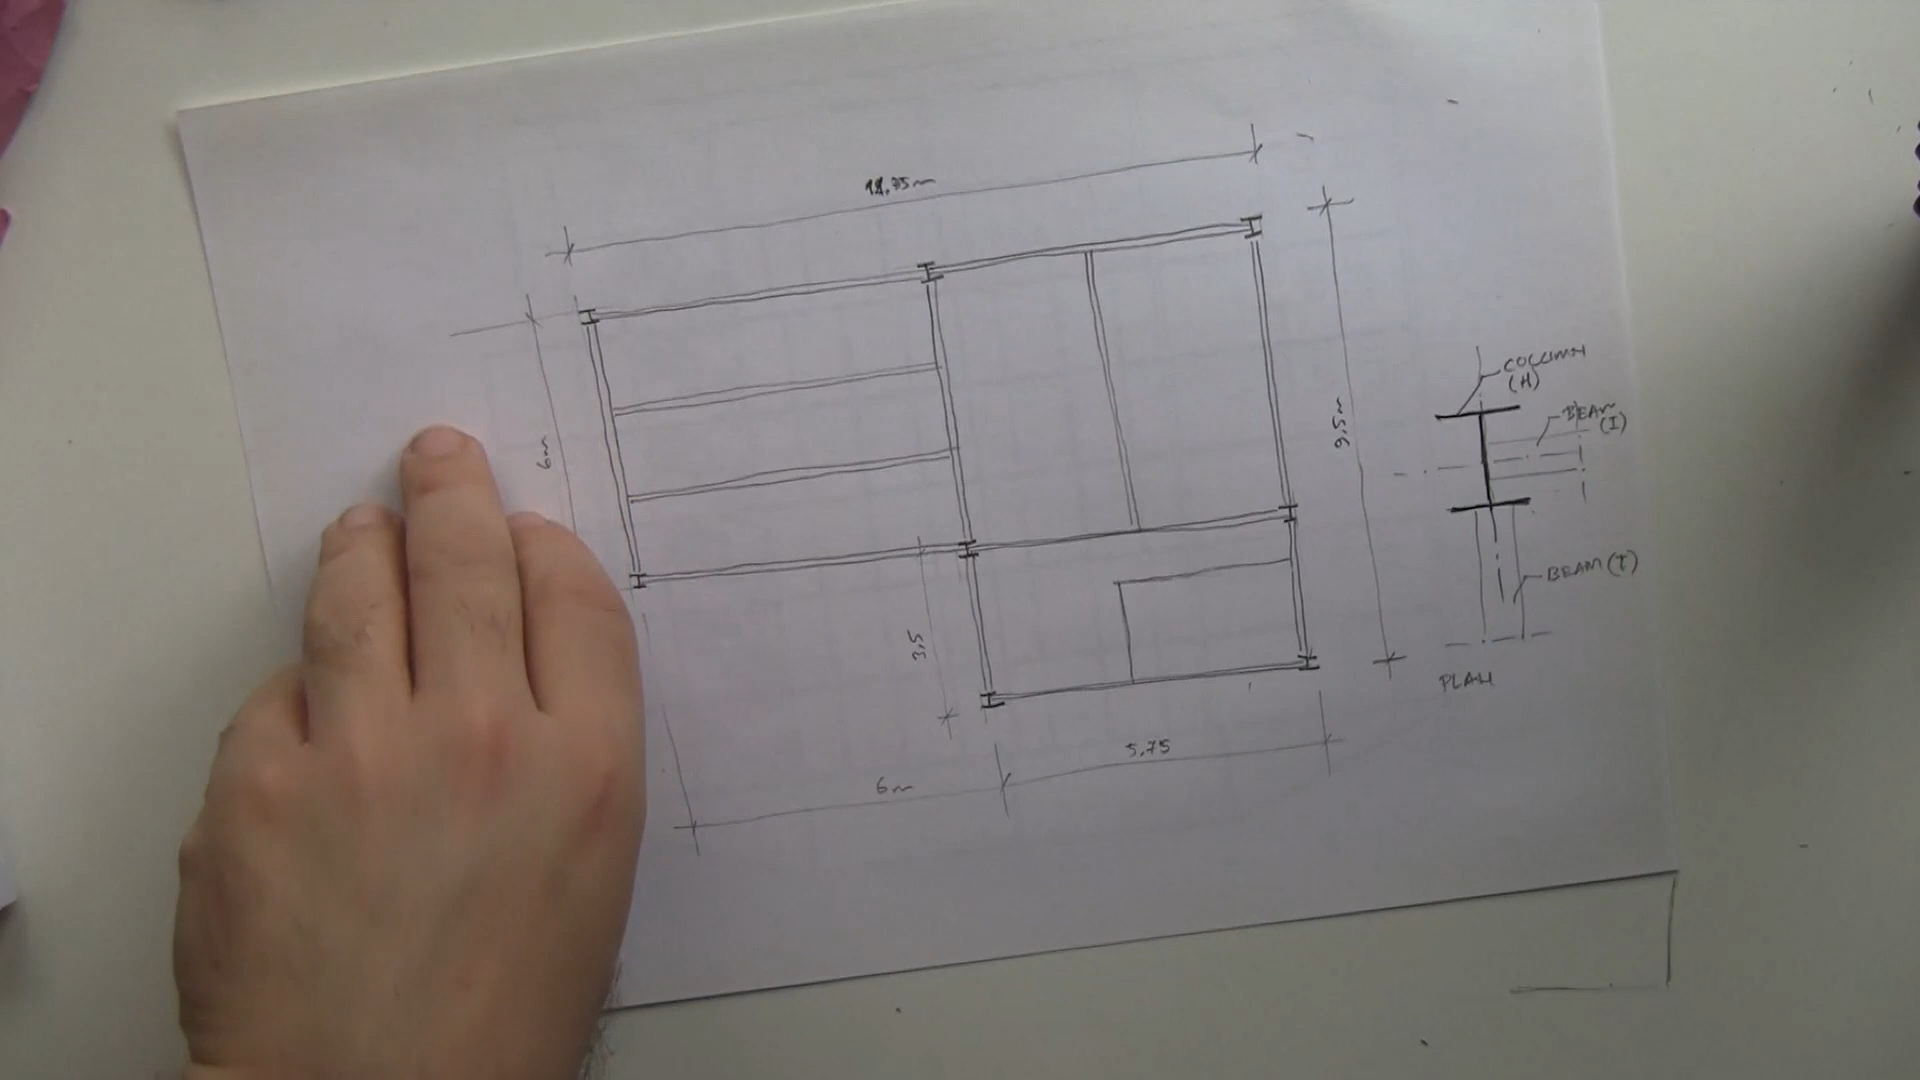 11.75m
6m
9,5m
3,5
5.75
6m
COLUMN
(H)
BEAM
(I)
BEAM (I)
PLAN